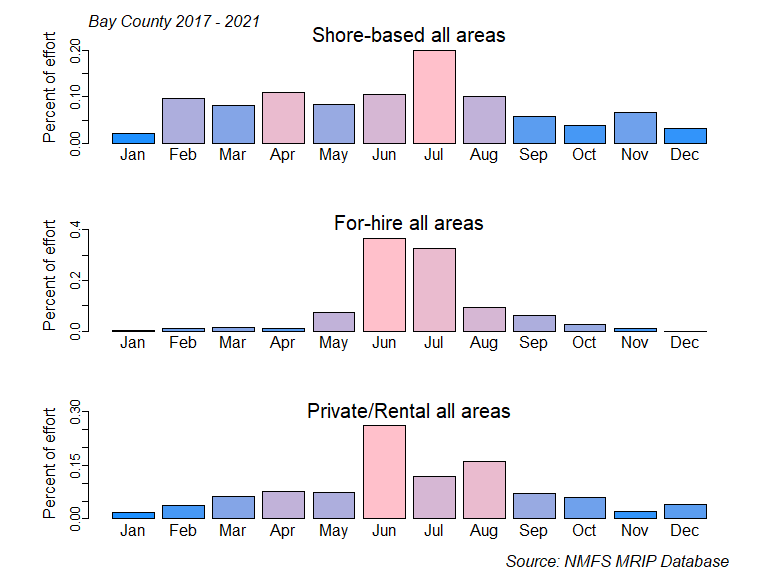 Bay County 2017 - 2021
Shore-based all areas
Percent of effort
0.00 0.10 0.20
Jan Feb Mar Apr May Jun Jul Aug Sep Oct Nov Dec
For-hire all areas
Percent of effort
0.0 0.2 0.4
Jan Feb Mar Apr May Jun Jul Aug Sep Oct Nov Dec
Private/Rental all areas
Percent of effort
0.00 0.15 0.30
Jan Feb Mar Apr May Jun Jul Aug Sep Oct Nov Dec
Source: NMFS MRIP Database